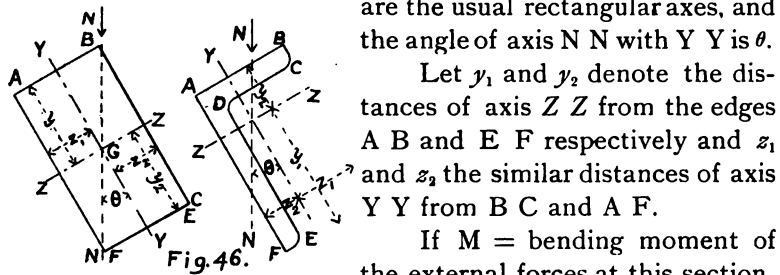 are the usual rectangular axes, and
the angle of axis N N with Y Y is θ.
Let y₁ and y₂ denote the dis-
tances of axis Z Z from the edges
A B and E F respectively and z₁
and z₂ the similar distances of axis
Y Y from B C and A F.
If M = bending moment of
the external forces at this section,
N
B
Y
A
Z
G
Z
θ
C
E
N
F
Y
N
B
Y
C
A
D
Z
Z
θ
N
F
E
Fig. 46.